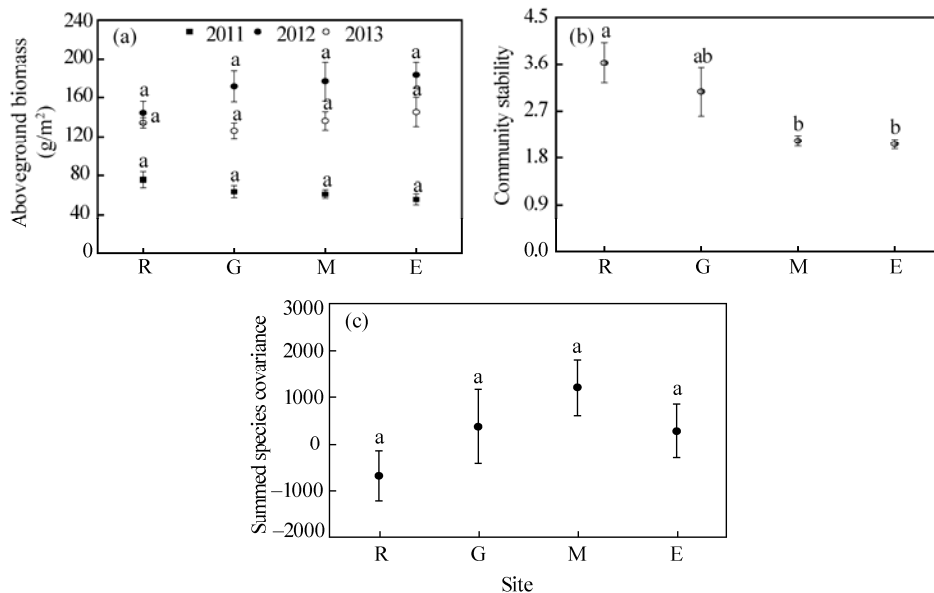 (a) 2011 2012 2013
Aboveground biomass
(g/m²)
240
200
160
120
80
40
0
a a a a
a a a a
a a a a
R G M E
(b)
Community stability
4.5
3.6
2.7
1.8
0.9
0.0
a ab b b
R G M E
(c)
Summed species covariance
3000
2000
1000
0
–1000
–2000
a a a a
R G M E
Site